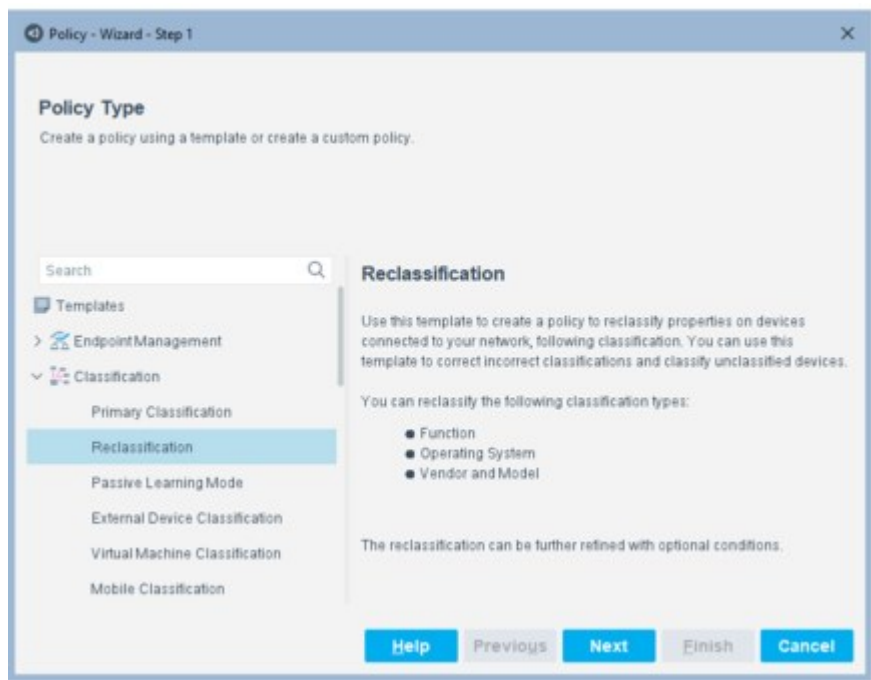 Policy - Wizard - Step 1
Policy Type
Create a policy using a template or create a custom policy.
Search
Templates
Endpoint Management
Classification
Primary Classification
Reclassification
Passive Learning Mode
External Device Classification
Virtual Machine Classification
Mobile Classification
Reclassification
Use this template to create a policy to reclassify properties on devices
connected to your network, following classification. You can use this
template to correct incorrect classifications and classify unclassified devices.
You can reclassify the following classification types:
● Function
● Operating System
● Vendor and Model
The reclassification can be further refined with optional conditions.
Help Previous Next Finish Cancel